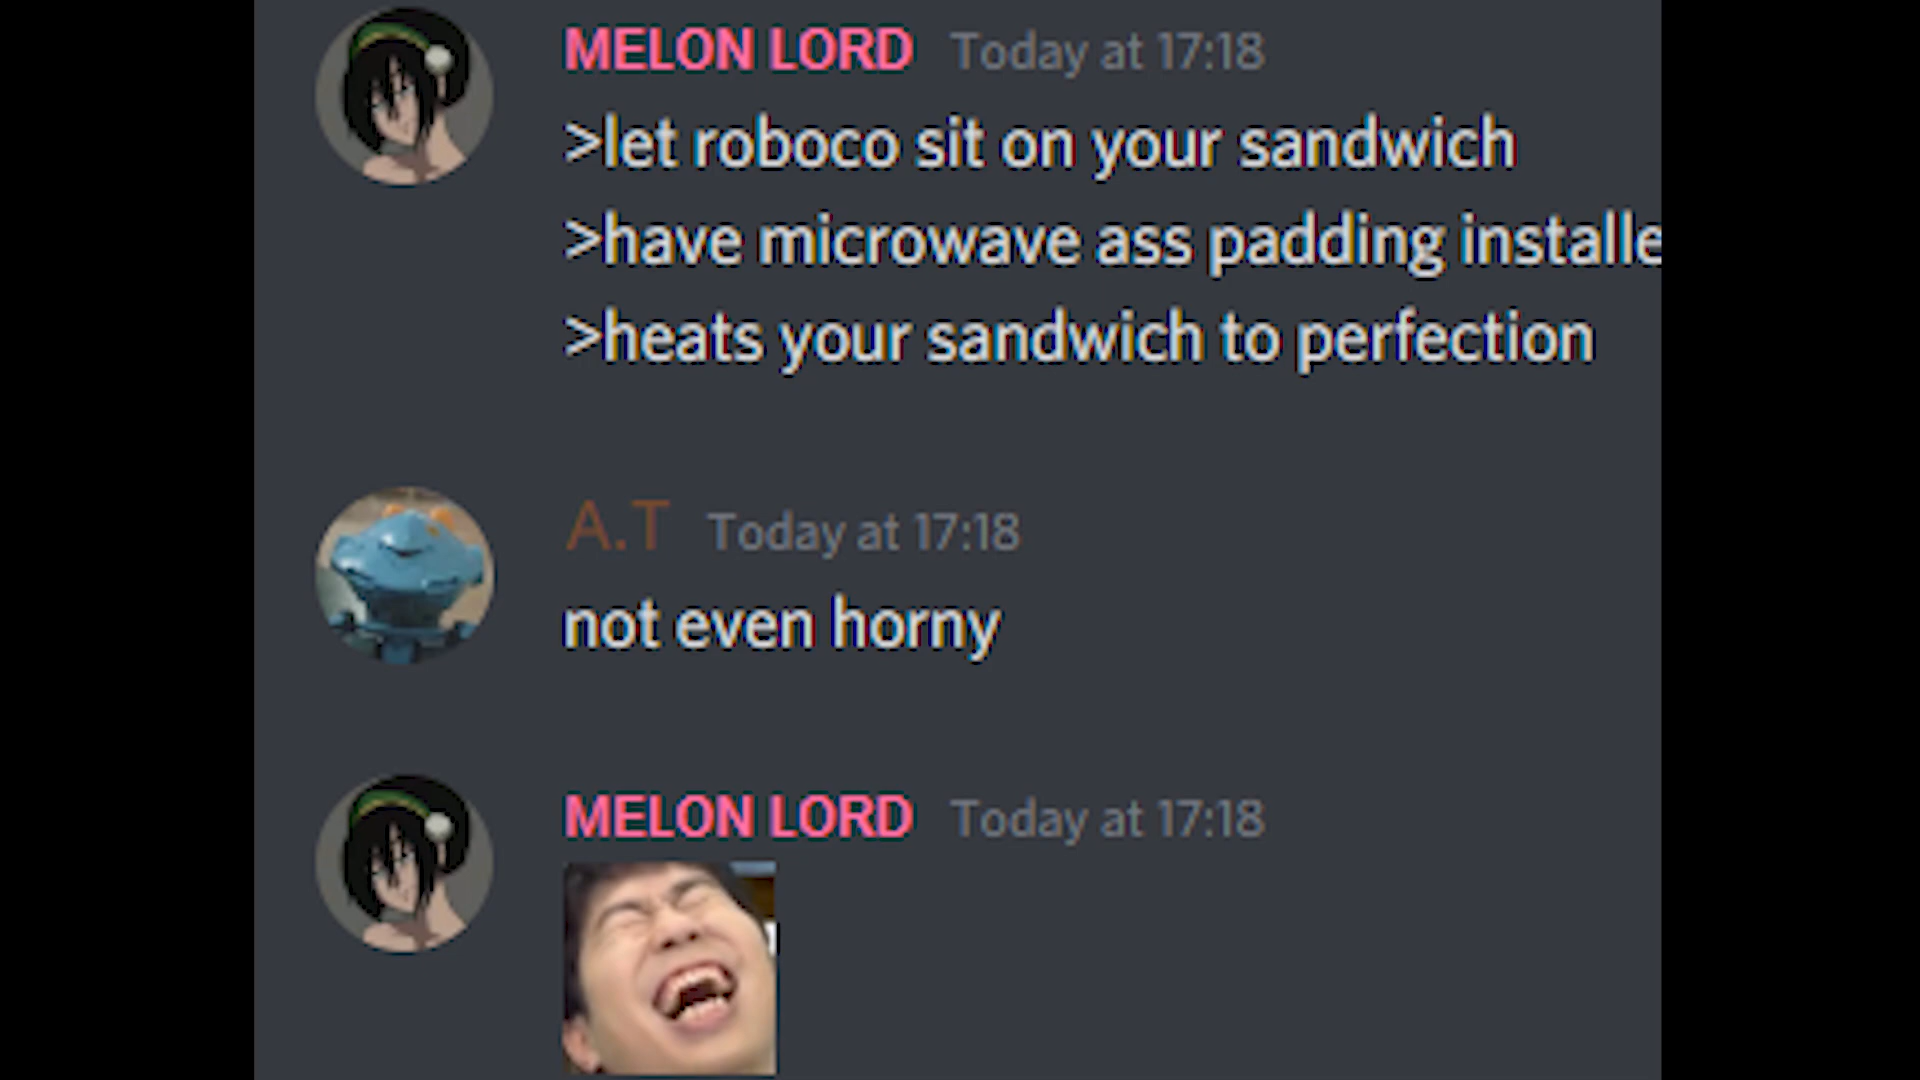 MELON LORD Today at 17:18
>let roboco sit on your sandwich
>have microwave ass padding installe
>heats your sandwich to perfection
A.T Today at 17:18
not even horny
MELON LORD Today at 17:18